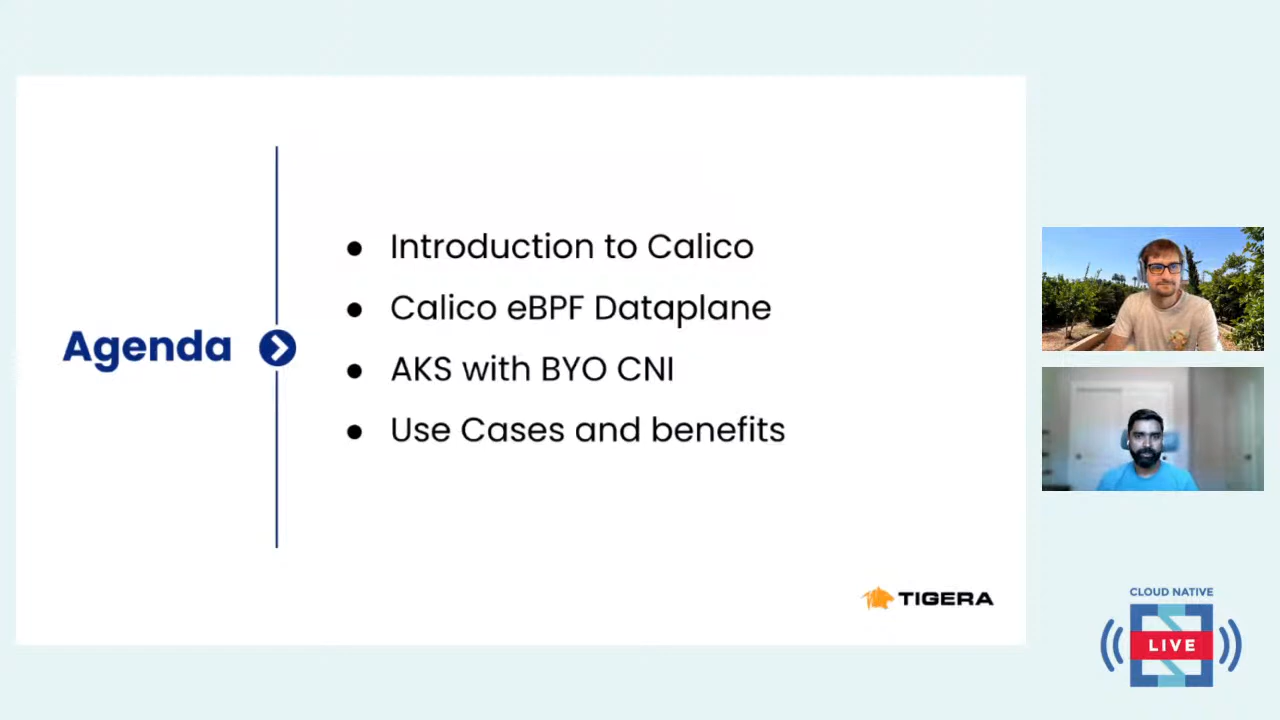 Agenda
● Introduction to Calico
● Calico eBPF Dataplane
● AKS with BYO CNI
● Use Cases and benefits
TIGERA
CLOUD NATIVE
LIVE